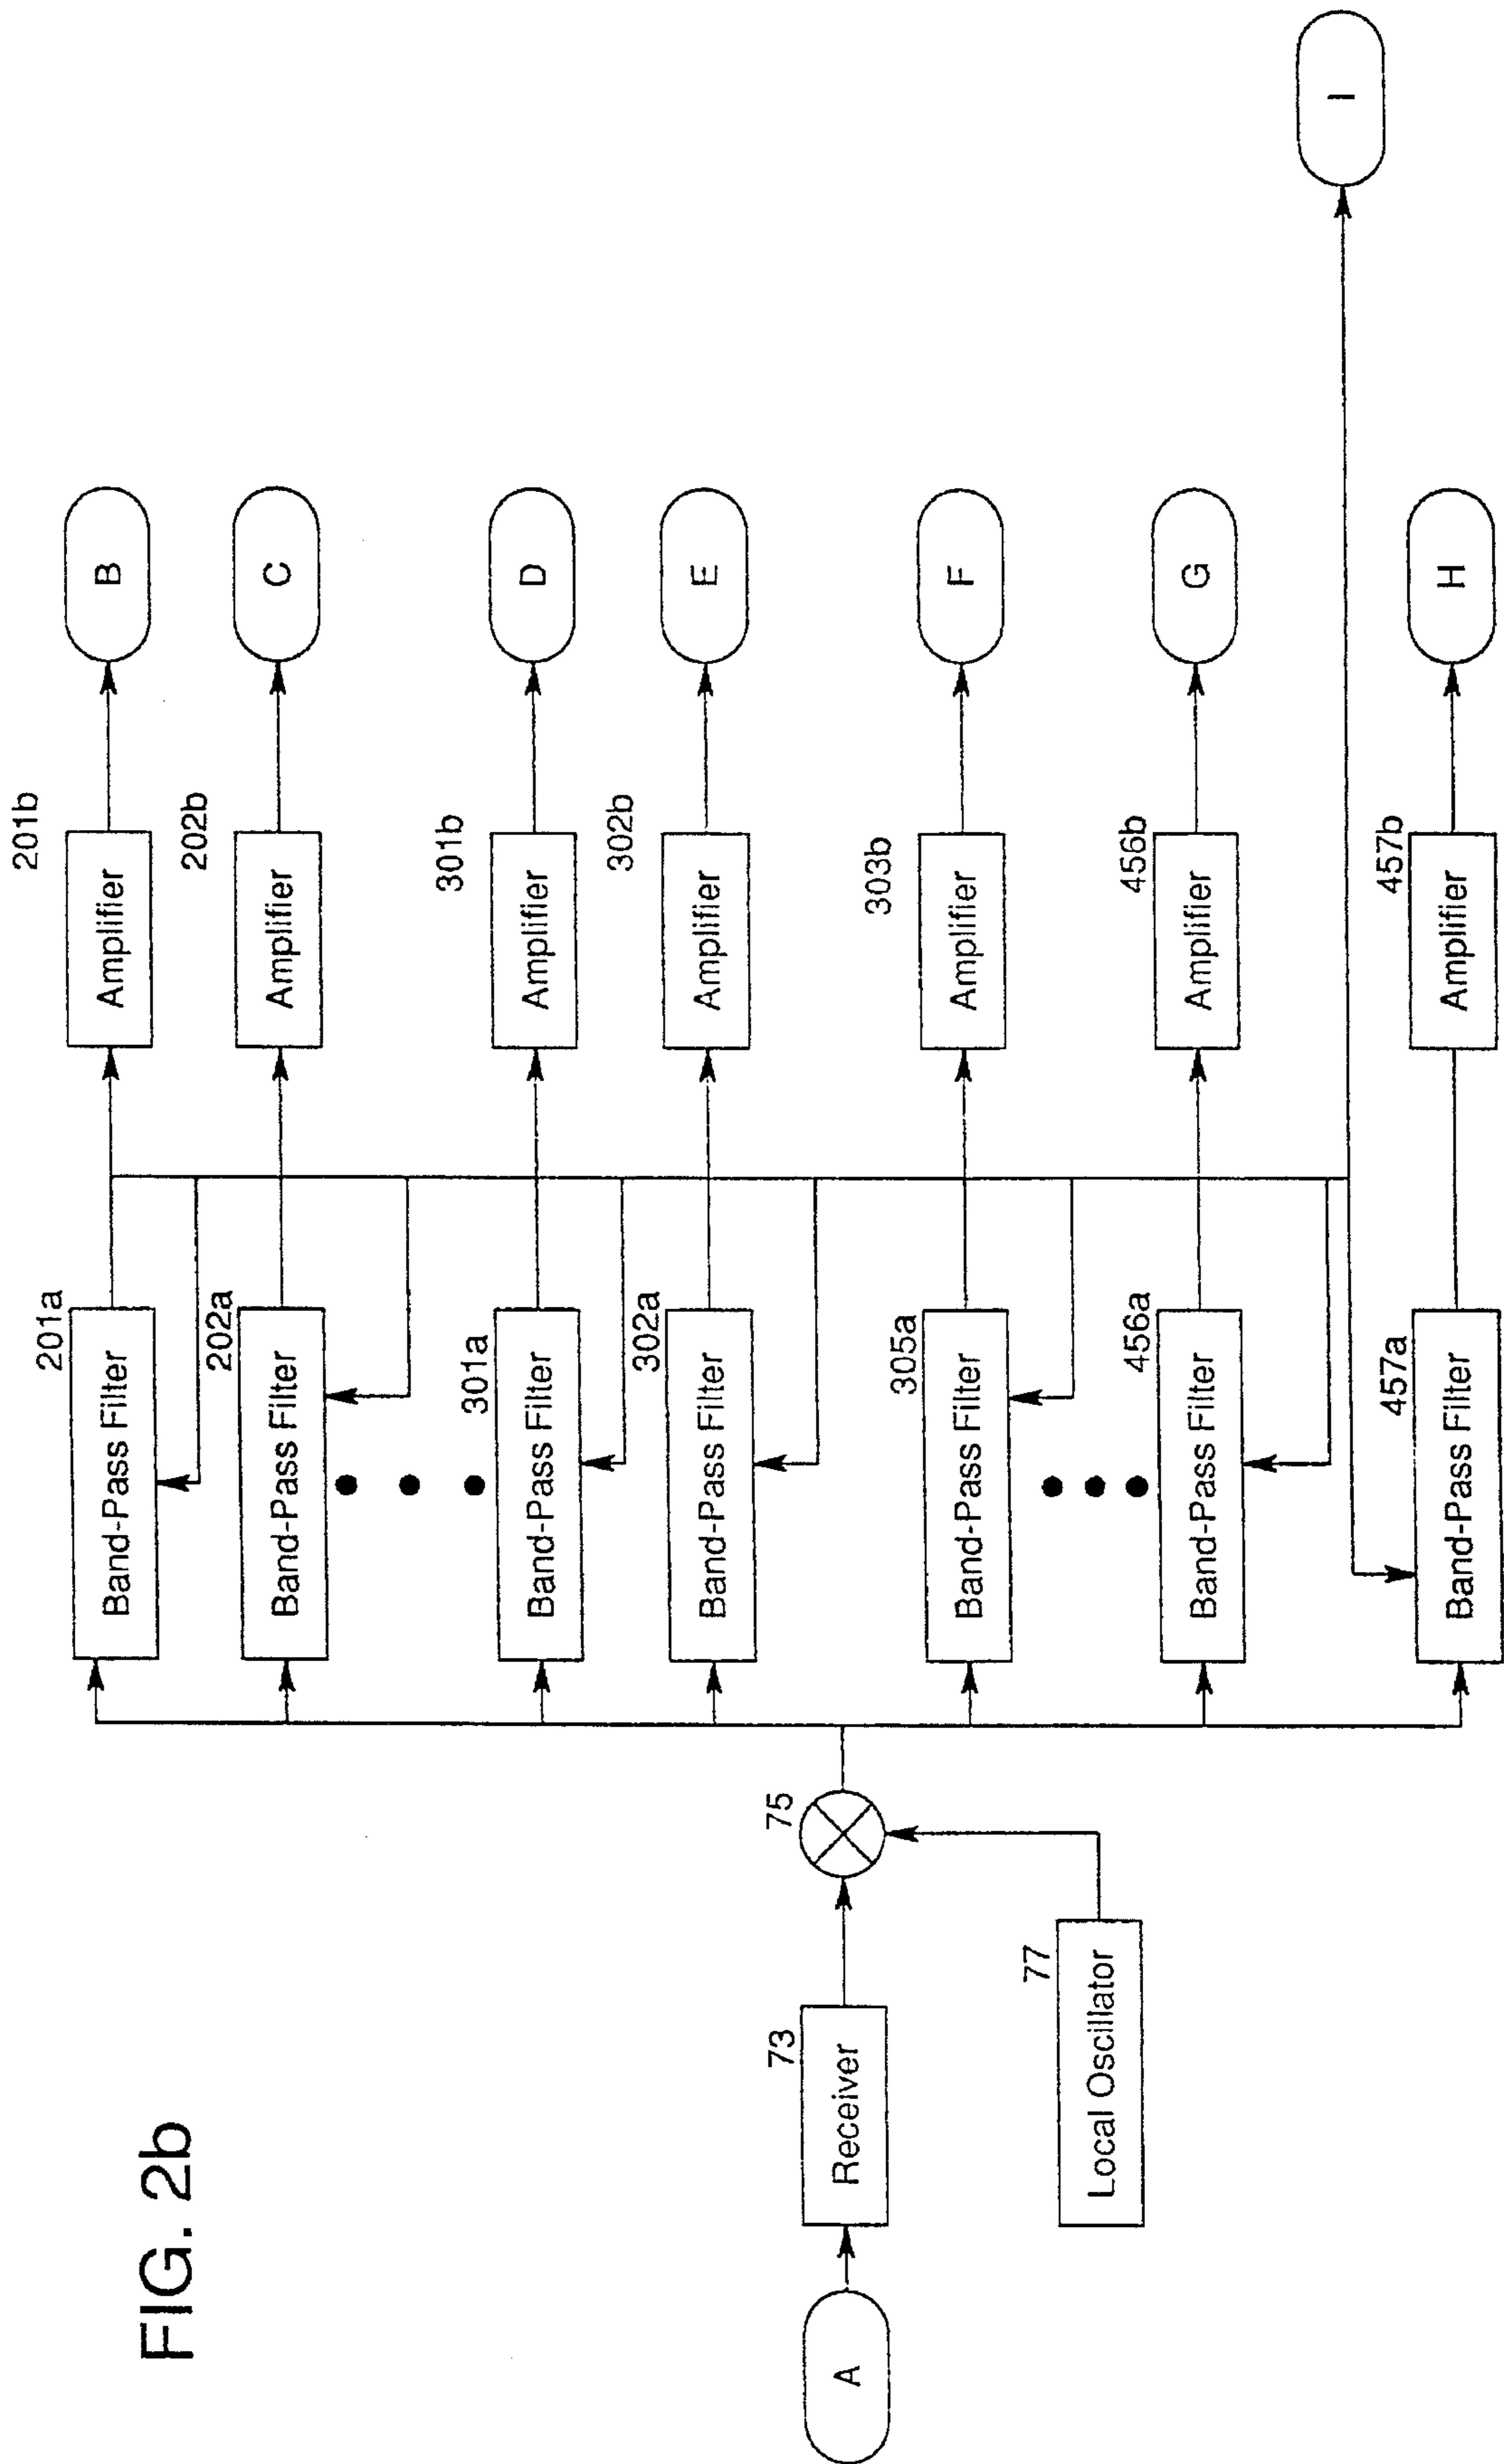 FIG. 2b
A
73
Receiver
77
Local Oscillator
75
201a
Band-Pass Filter
201b
Amplifier
B
202a
Band-Pass Filter
202b
Amplifier
C
301a
Band-Pass Filter
301b
Amplifier
D
302a
Band-Pass Filter
302b
Amplifier
E
305a
Band-Pass Filter
303b
Amplifier
F
456a
Band-Pass Filter
456b
Amplifier
G
I
457a
Band-Pass Filter
457b
Amplifier
H